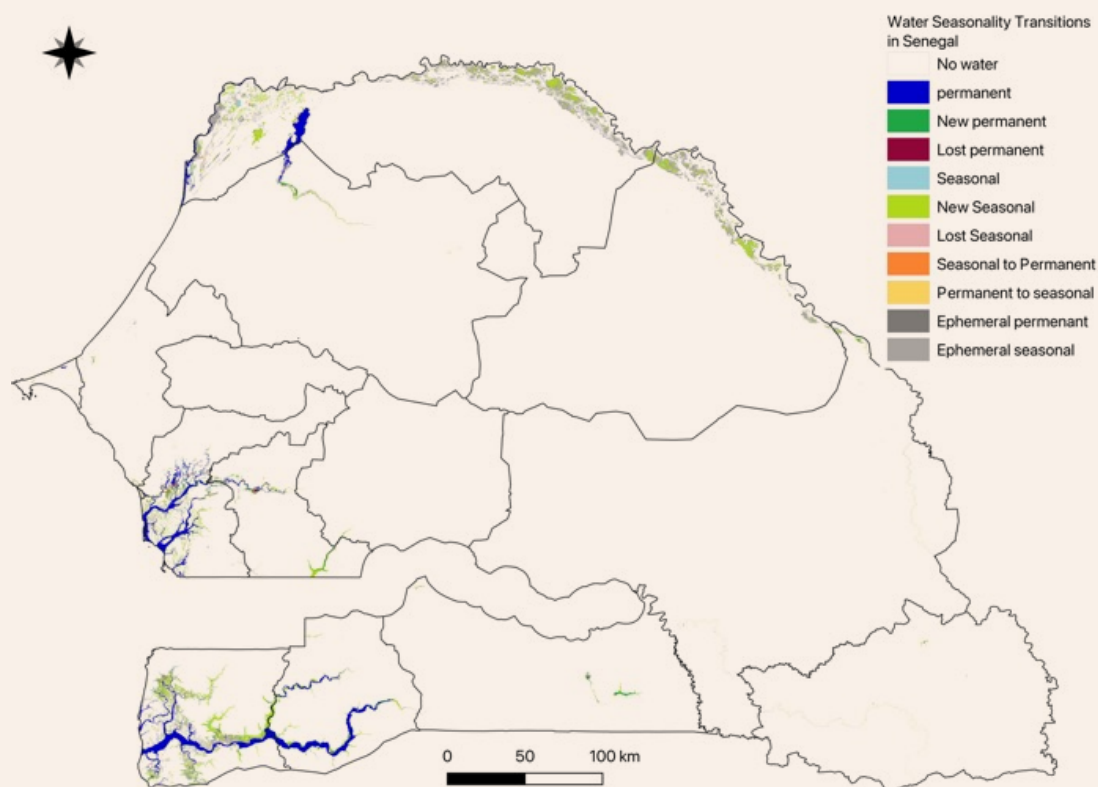 Water Seasonality Transitions
in Senegal
No water
permanent
New permanent
Lost permanent
Seasonal
New Seasonal
Lost Seasonal
Seasonal to Permanent
Permanent to seasonal
Ephemeral permenant
Ephemeral seasonal
0 50 100 km